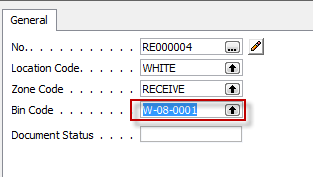 General
No.. . . . . . . . . . . . RE000004 ...
Location Code. . . . . . . WHITE
Zone Code . . . . . . . . RECEIVE
Bin Code . . . . . . . . . W-08-0001
Document Status . . . . .